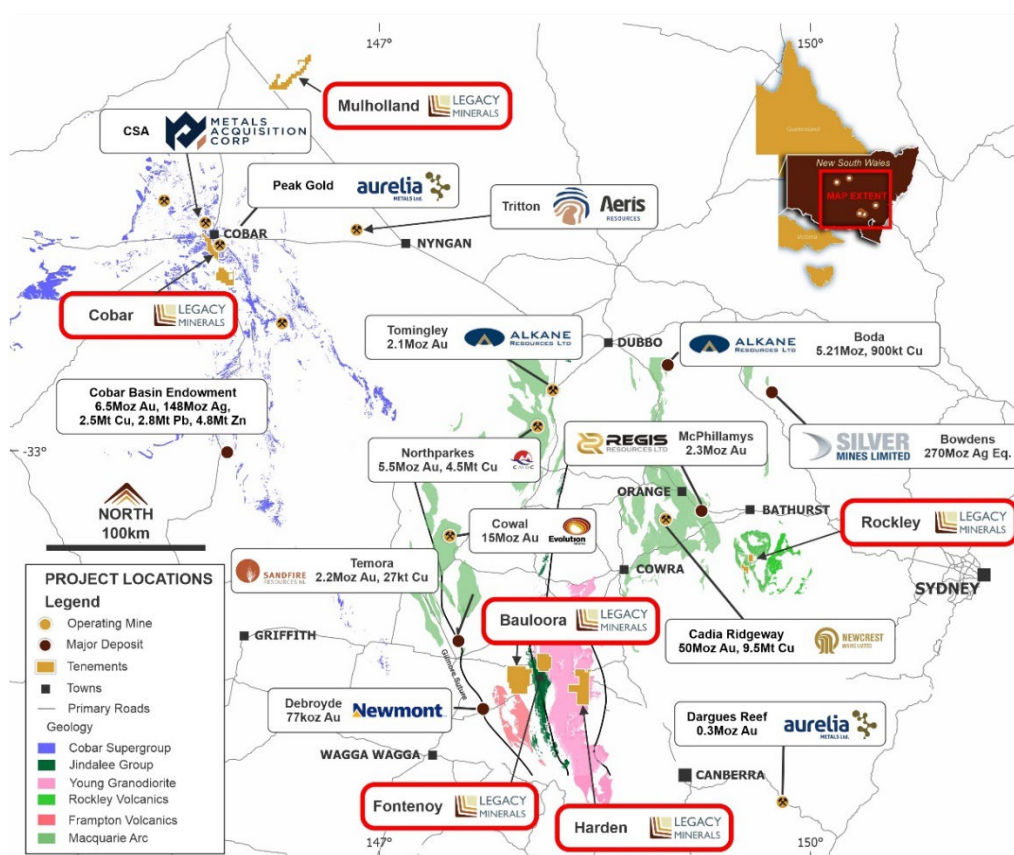 147°
150°
Mulholland
LEGACY
MINERALS
CSA
METALS
ACQUISITION
CORP
Peak Gold
aurelia
METALS Ltd.
Tritton
Aeris
RESOURCES
COBAR
NYNGAN
Queensland
New South Wales
MAP EXTENT
Victoria
Cobar
LEGACY
MINERALS
Tomingley
2.1Moz Au
ALKANE
RESOURCES LTD
DUBBO
ALKANE
RESOURCES LTD
Boda
5.21Moz, 900kt Cu
Cobar Basin Endowment
6.5Moz Au, 148Moz Ag,
2.5Mt Cu, 2.8Mt Pb, 4.8Mt Zn
-33°
Northparkes
5.5Moz Au, 4.5Mt Cu
CMOC
REGIS
RESOURCES LTD
McPhillamys
2.3Moz Au
SILVER
MINES LIMITED
Bowdens
270Moz Ag Eq.
ORANGE
BATHURST
NORTH
100km
Cowal
15Moz Au
Evolution
Rockley
LEGACY
MINERALS
SANDFIRE
RESOURCES NL
Temora
2.2Moz Au, 27kt Cu
COWRA
SYDNEY
PROJECT LOCATIONS
Legend
Operating Mine
Major Deposit
Tenements
Towns
Primary Roads
Geology
Cobar Supergroup
Jindalee Group
Young Granodiorite
Rockley Volcanics
Frampton Volcanics
Macquarie Arc
GRIFFITH
Gilmore Suture
Bauloora
LEGACY
MINERALS
Cadia Ridgeway
50Moz Au, 9.5Mt Cu
NEWCREST
Debroyde
77koz Au
Newmont
WAGGA WAGGA
Dargues Reef
0.3Moz Au
aurelia
METALS Ltd.
CANBERRA
Fontenoy
LEGACY
MINERALS
Harden
LEGACY
MINERALS
147°
150°